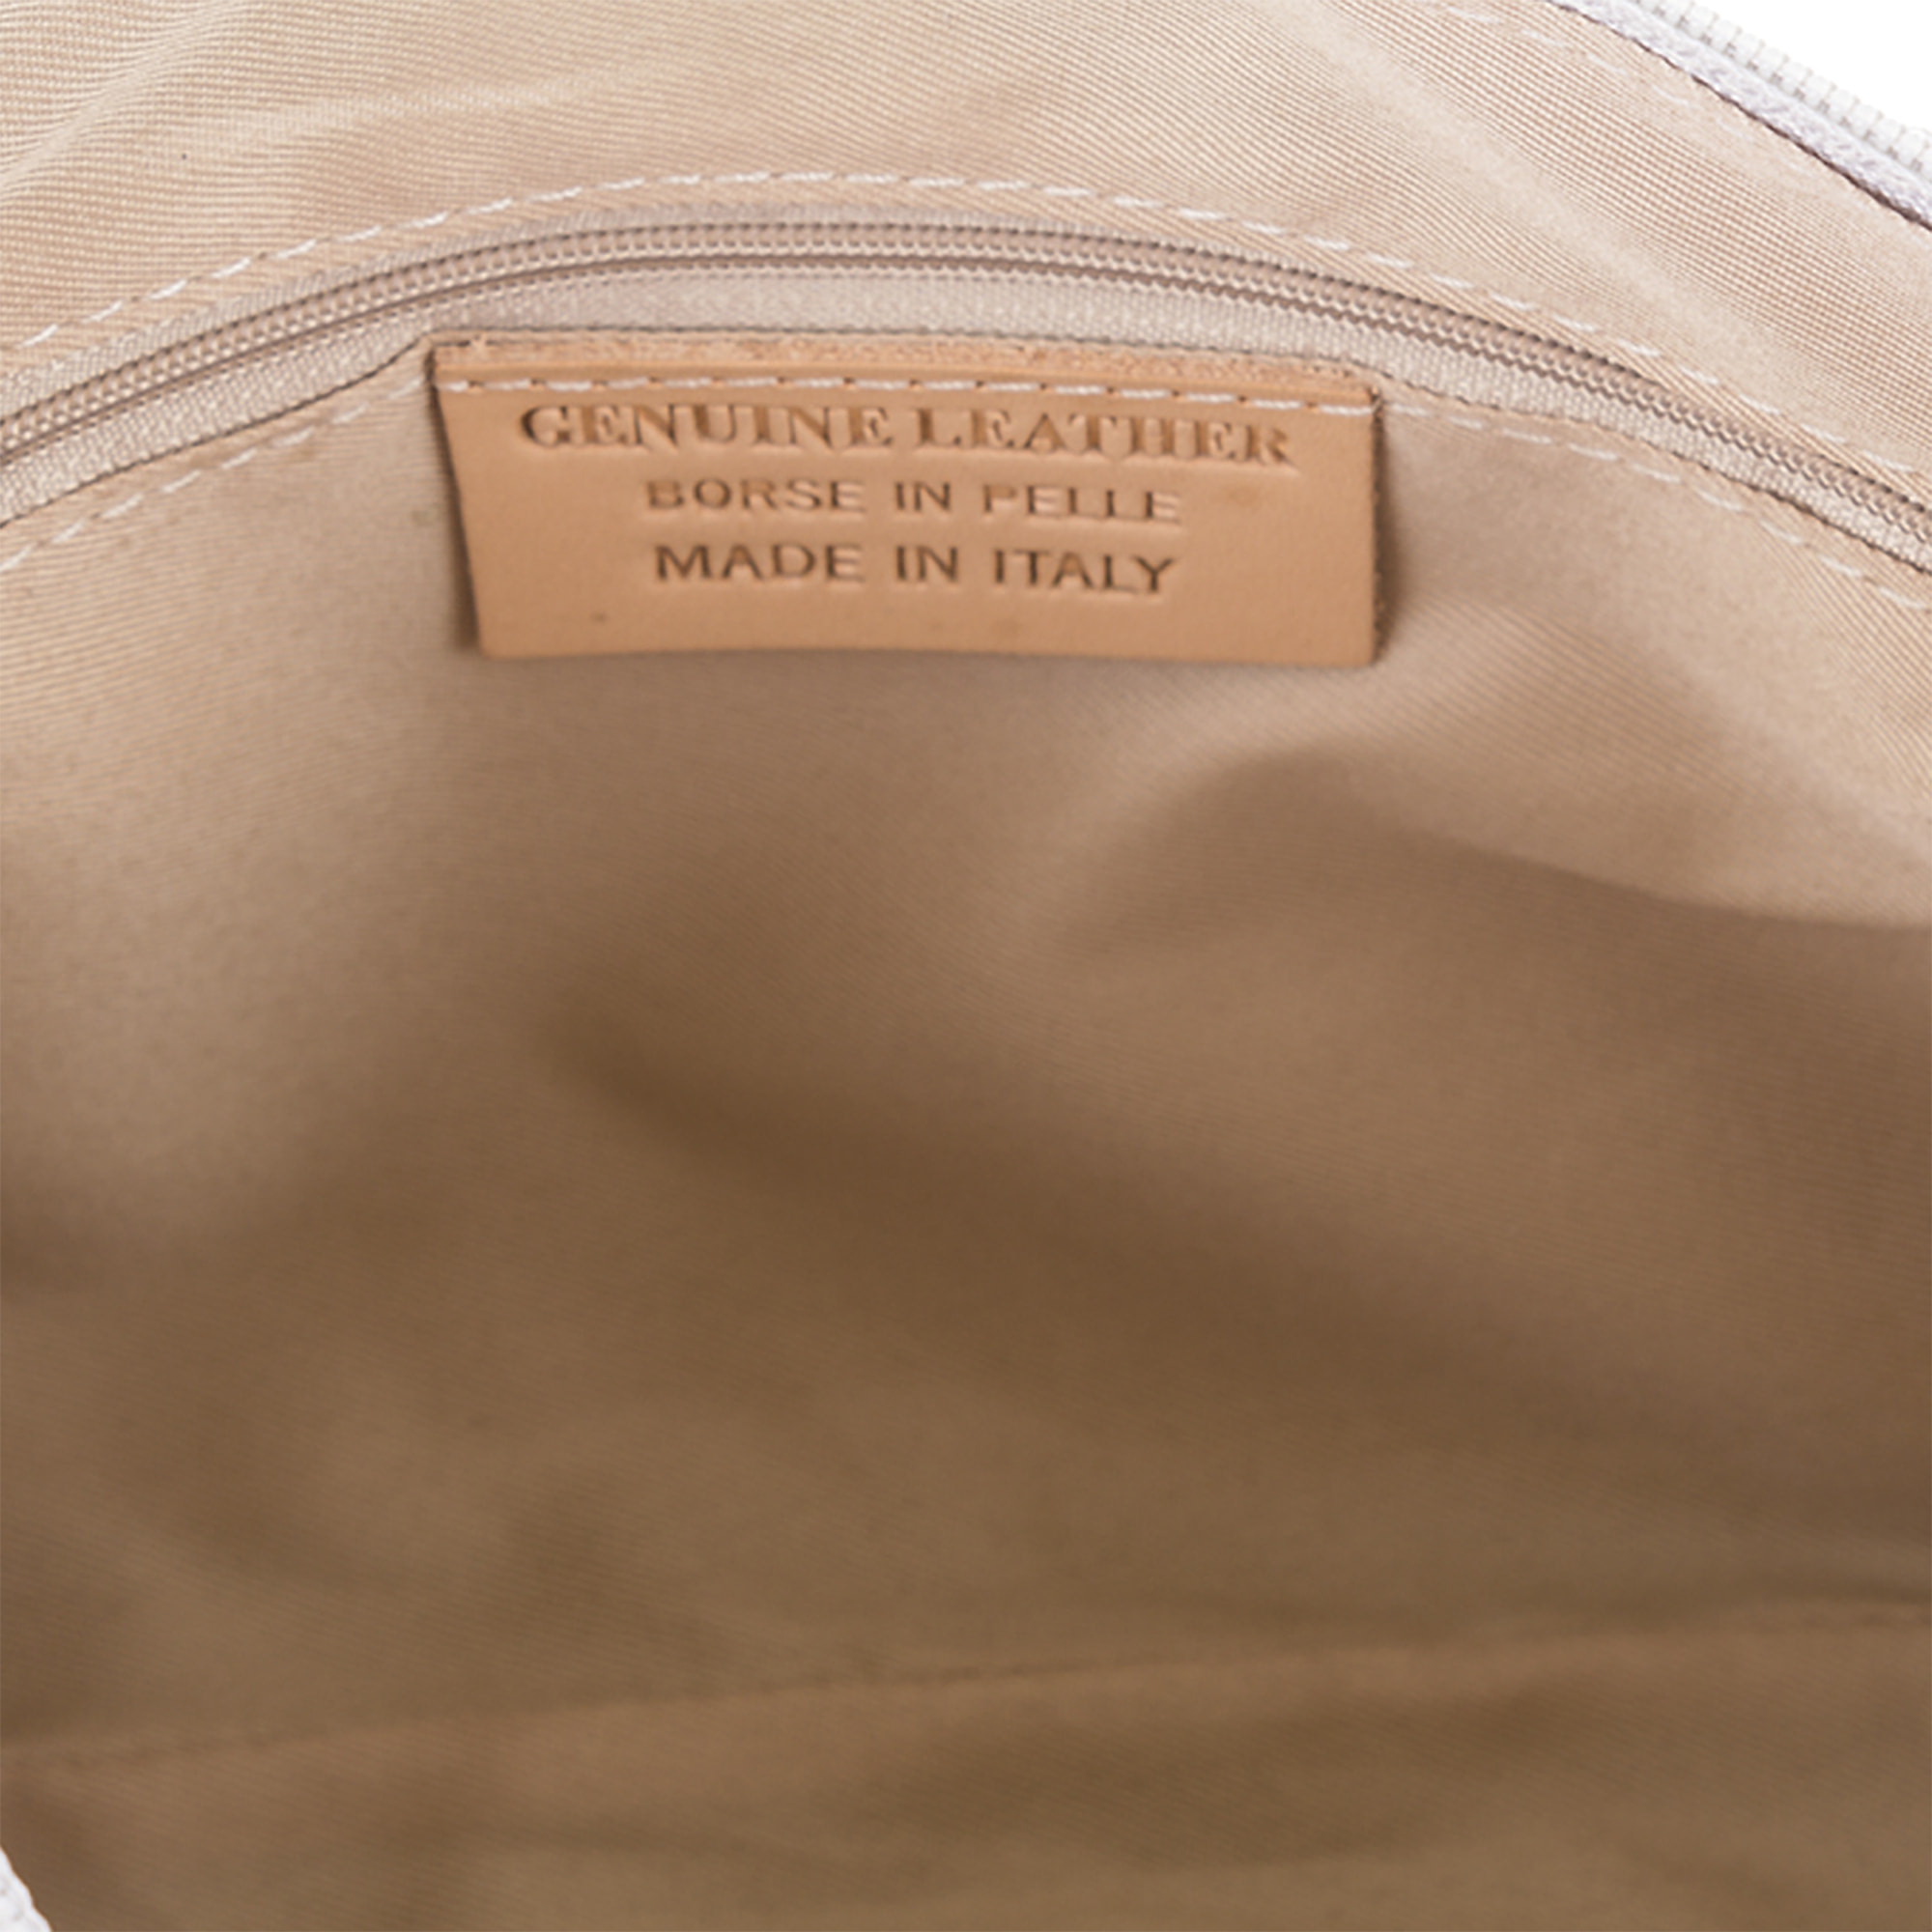 GENUINE LEATHER
BORSE IN PELLE
MADE IN ITALY